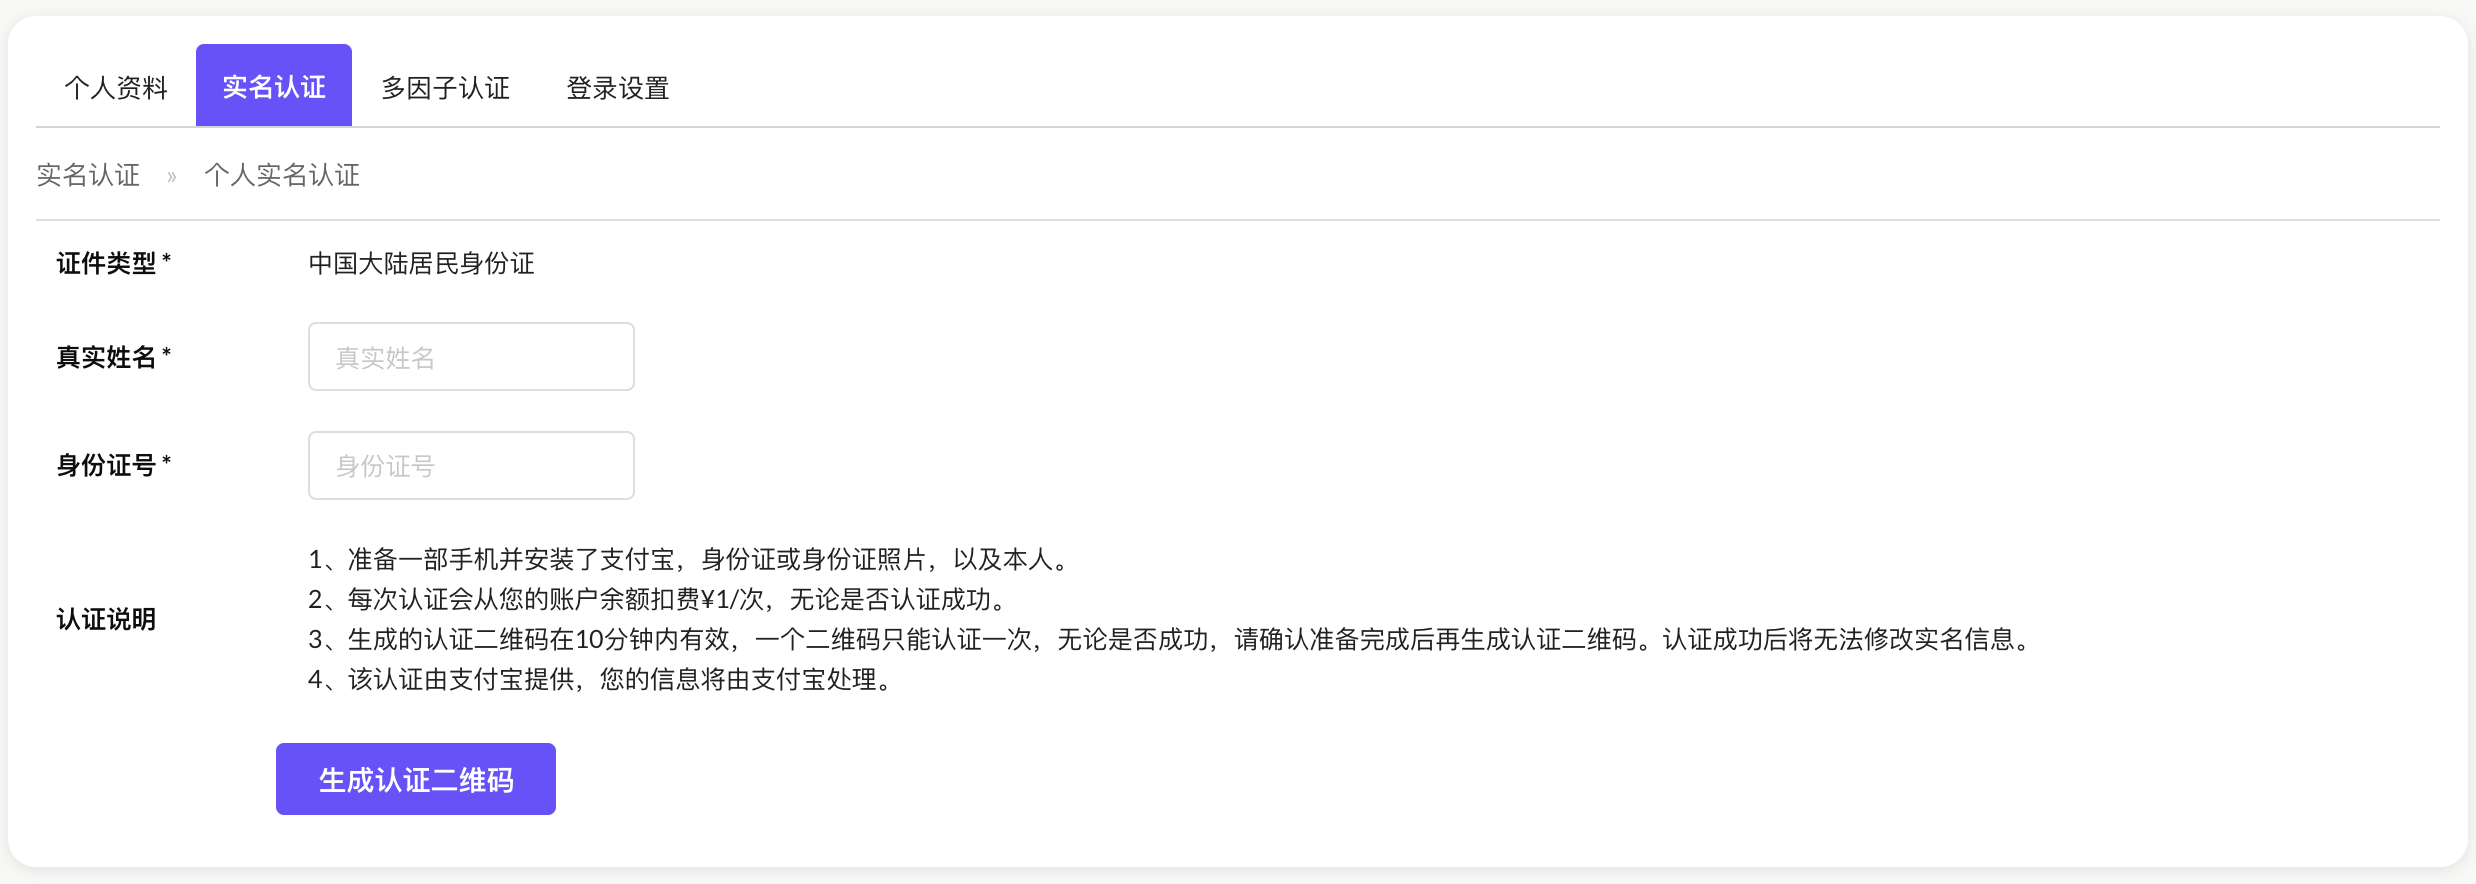 个人资料 实名认证 多因子认证 登录设置
实名认证 » 个人实名认证
证件类型 * 中国大陆居民身份证
真实姓名 * 真实姓名
身份证号 * 身份证号
认证说明
1、准备一部手机并安装了支付宝，身份证或身份证照片，以及本人。
2、每次认证会从您的账户余额扣费¥1/次，无论是否认证成功。
3、生成的认证二维码在10分钟内有效，一个二维码只能认证一次，无论是否成功，请确认准备完成后再生成认证二维码。认证成功后将无法修改实名信息。
4、该认证由支付宝提供，您的信息将由支付宝处理。
生成认证二维码